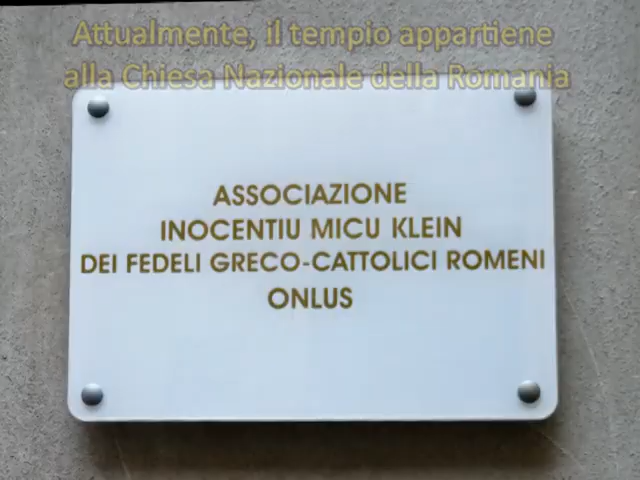 Attualmente, il tempio appartiene
alla Chiesa Nazionale della Romania
ASSOCIAZIONE
INOCENTIU MICU KLEIN
DEI FEDELI GRECO-CATTOLICI ROMENI
ONLUS